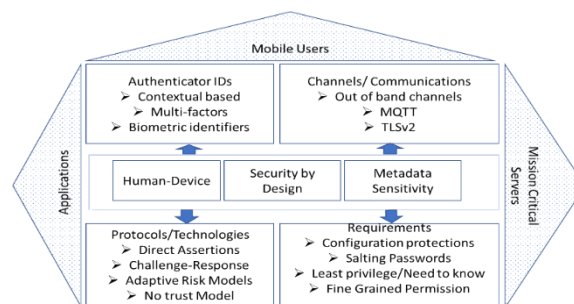 Mobile Users
Authenticator IDs
➢ Contextual based
➢ Multi-factors
➢ Biometric identifiers
Channels/ Communications
➢ Out of band channels
➢ MQTT
➢ TLSv2
Applications
Human-Device
Security by
Design
Metadata
Sensitivity
Mission Critical
Servers
Protocols/Technologies
➢ Direct Assertions
➢ Challenge-Response
➢ Adaptive Risk Models
➢ No trust Model
Requirements
➢ Configuration protections
➢ Salting Passwords
➢ Least privilege/Need to know
➢ Fine Grained Permission